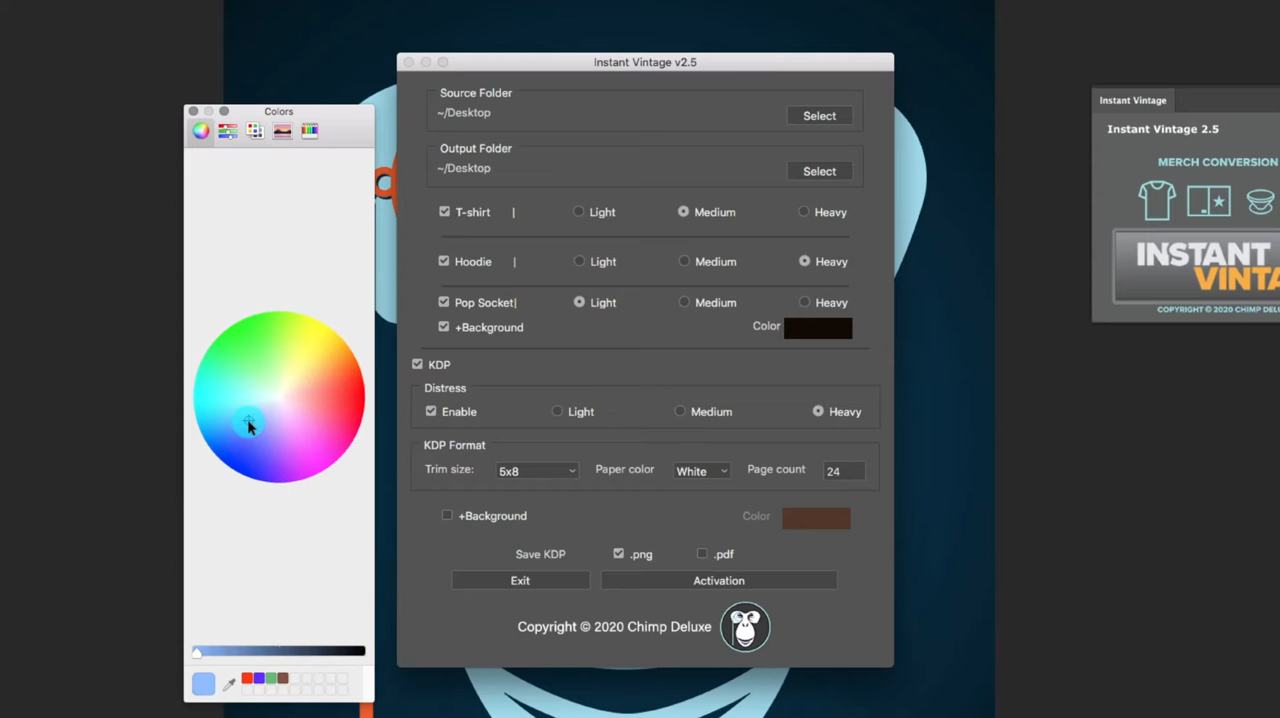 Instant Vintage v2.5
Colors
Source Folder
~/Desktop
Select
Output Folder
~/Desktop
Select
T-shirt | Light Medium Heavy
Hoodie | Light Medium Heavy
Pop Socket| Light Medium Heavy
+Background Color
KDP
Distress
Enable Light Medium Heavy
KDP Format
Trim size: 5x8 Paper color White Page count 24
+Background Color
Save KDP .png .pdf
Exit Activation
Copyright © 2020 Chimp Deluxe
Instant Vintage
Instant Vintage 2.5
MERCH CONVERSION
INSTANT
COPYRIGHT © 2020 CHIMP